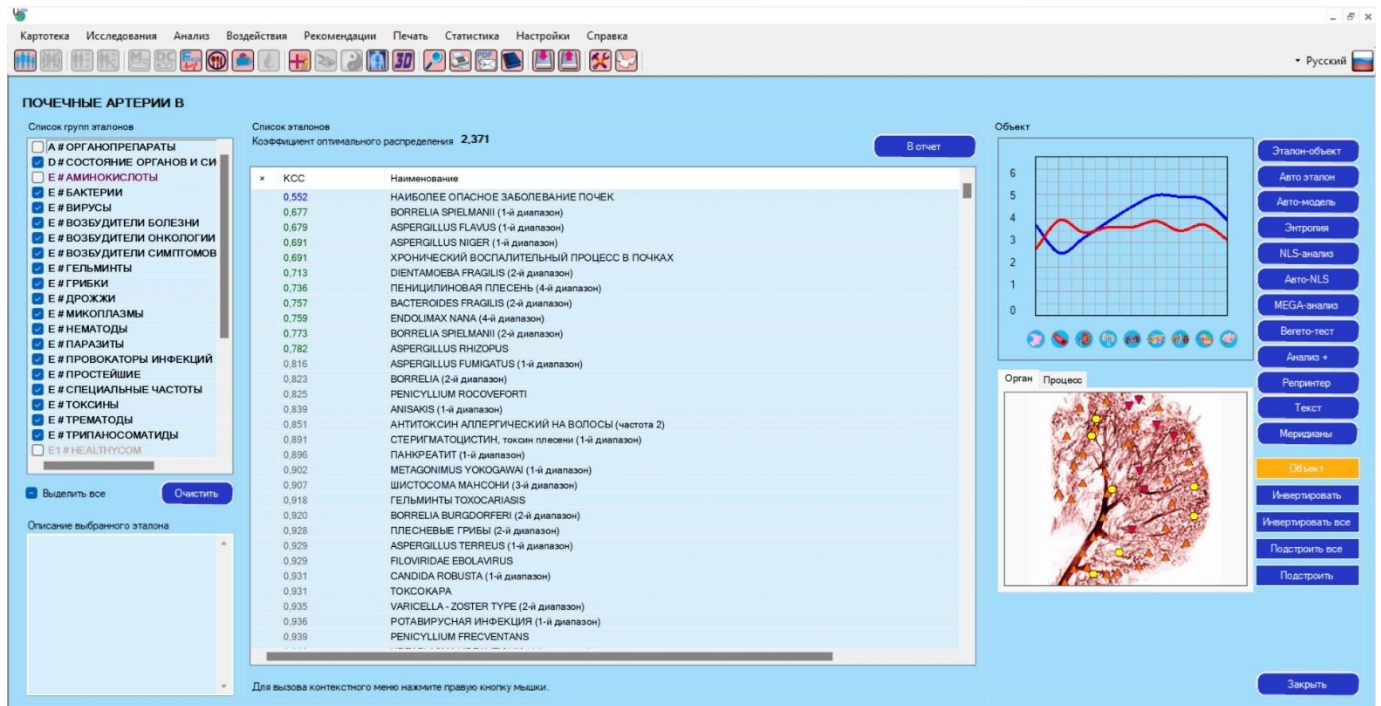 Картотека Исследования Анализ Воздействия Рекомендации Печать Статистика Настройки Справка
3D PDF
Русский
ПОЧЕЧНЫЕ АРТЕРИИ В
Список групп эталонов
A # ОРГАНОПРЕПАРАТЫ
D # СОСТОЯНИЕ ОРГАНОВ И СИ
E # АМИНОКИСЛОТЫ
E # БАКТЕРИИ
E # ВИРУСЫ
E # ВОЗБУДИТЕЛИ БОЛЕЗНИ
E # ВОЗБУДИТЕЛИ ОНКОЛОГИИ
E # ВОЗБУДИТЕЛИ СИМПТОМОВ
E # ГЕЛЬМИНТЫ
E # ГРИБКИ
E # ДРОЖЖИ
E # МИКОПЛАЗМЫ
E # НЕМАТОДЫ
E # ПАРАЗИТЫ
E # ПРОВОКАТОРЫ ИНФЕКЦИЙ
E # ПРОСТЕЙШИЕ
E # СПЕЦИАЛЬНЫЕ ЧАСТОТЫ
E # ТОКСИНЫ
E # ТРЕМАТОДЫ
E # ТРИПАНОСОМАТИДЫ
E1 # HEALTHYCOM
Выделить все Очистить
Описание выбранного эталона
Список эталонов
Коэффициент оптимального распределения 2,371
В отчет
× КСС Наименование
0,552 НАИБОЛЕЕ ОПАСНОЕ ЗАБОЛЕВАНИЕ ПОЧЕК
0,677 BORRELIA SPIELMANII (1-й диапазон)
0,679 ASPERGILLUS FLAVUS (1-й диапазон)
0,691 ASPERGILLUS NIGER (1-й диапазон)
0,691 ХРОНИЧЕСКИЙ ВОСПАЛИТЕЛЬНЫЙ ПРОЦЕСС В ПОЧКАХ
0,713 DIENTAMOEBA FRAGILIS (2-й диапазон)
0,736 ПЕНИЦИЛИНОВАЯ ПЛЕСЕНЬ (4-й диапазон)
0,757 BACTEROIDES FRAGILIS (2-й диапазон)
0,759 ENDOLIMAX NANA (4-й диапазон)
0,773 BORRELIA SPIELMANII (2-й диапазон)
0,782 ASPERGILLUS RHIZOPUS
0,816 ASPERGILLUS FUMIGATUS (1-й диапазон)
0,823 BORRELIA (2-й диапазон)
0,825 PENICYLLIUM ROCOVEFORTI
0,839 ANISAKIS (1-й диапазон)
0,851 АНТИТОКСИН АЛЛЕРГИЧЕСКИЙ НА ВОЛОСЫ (частота 2)
0,891 СТЕРИГМАТОЦИСТИН, токсин плесени (1-й диапазон)
0,896 ПАНКРЕАТИТ (1-й диапазон)
0,902 METAGONIMUS YOKOGAWAI (1-й диапазон)
0,907 ШИСТОСОМА МАНСОНИ (3-й диапазон)
0,918 ГЕЛЬМИНТЫ TOXOCARIASIS
0,920 BORRELIA BURGDORFERI (2-й диапазон)
0,928 ПЛЕСНЕВЫЕ ГРИБЫ (2-й диапазон)
0,929 ASPERGILLUS TERREUS (1-й диапазон)
0,929 FILOVIRIDAE EBOLAVIRUS
0,931 CANDIDA ROBUSTA (1-й диапазон)
0,931 ТОКСОКАРА
0,935 VARICELLA - ZOSTER TYPE (2-й диапазон)
0,936 РОТАВИРУСНАЯ ИНФЕКЦИЯ (1-й диапазон)
0,939 PENICYLLIUM FRECVENTANS
Для вызова контекстного меню нажмите правую кнопку мышки.
Объект
6
5
4
3
2
1
0
Орган Процесс
Эталон-объект
Авто эталон
Авто-модель
Энтропия
NLS-анализ
Авто-NLS
MEGA-анализ
Вегето-тест
Анализ +
Репринтер
Текст
Меридианы
Объект
Инвертировать
Инвертировать все
Подстроить все
Подстроить
Закрыть